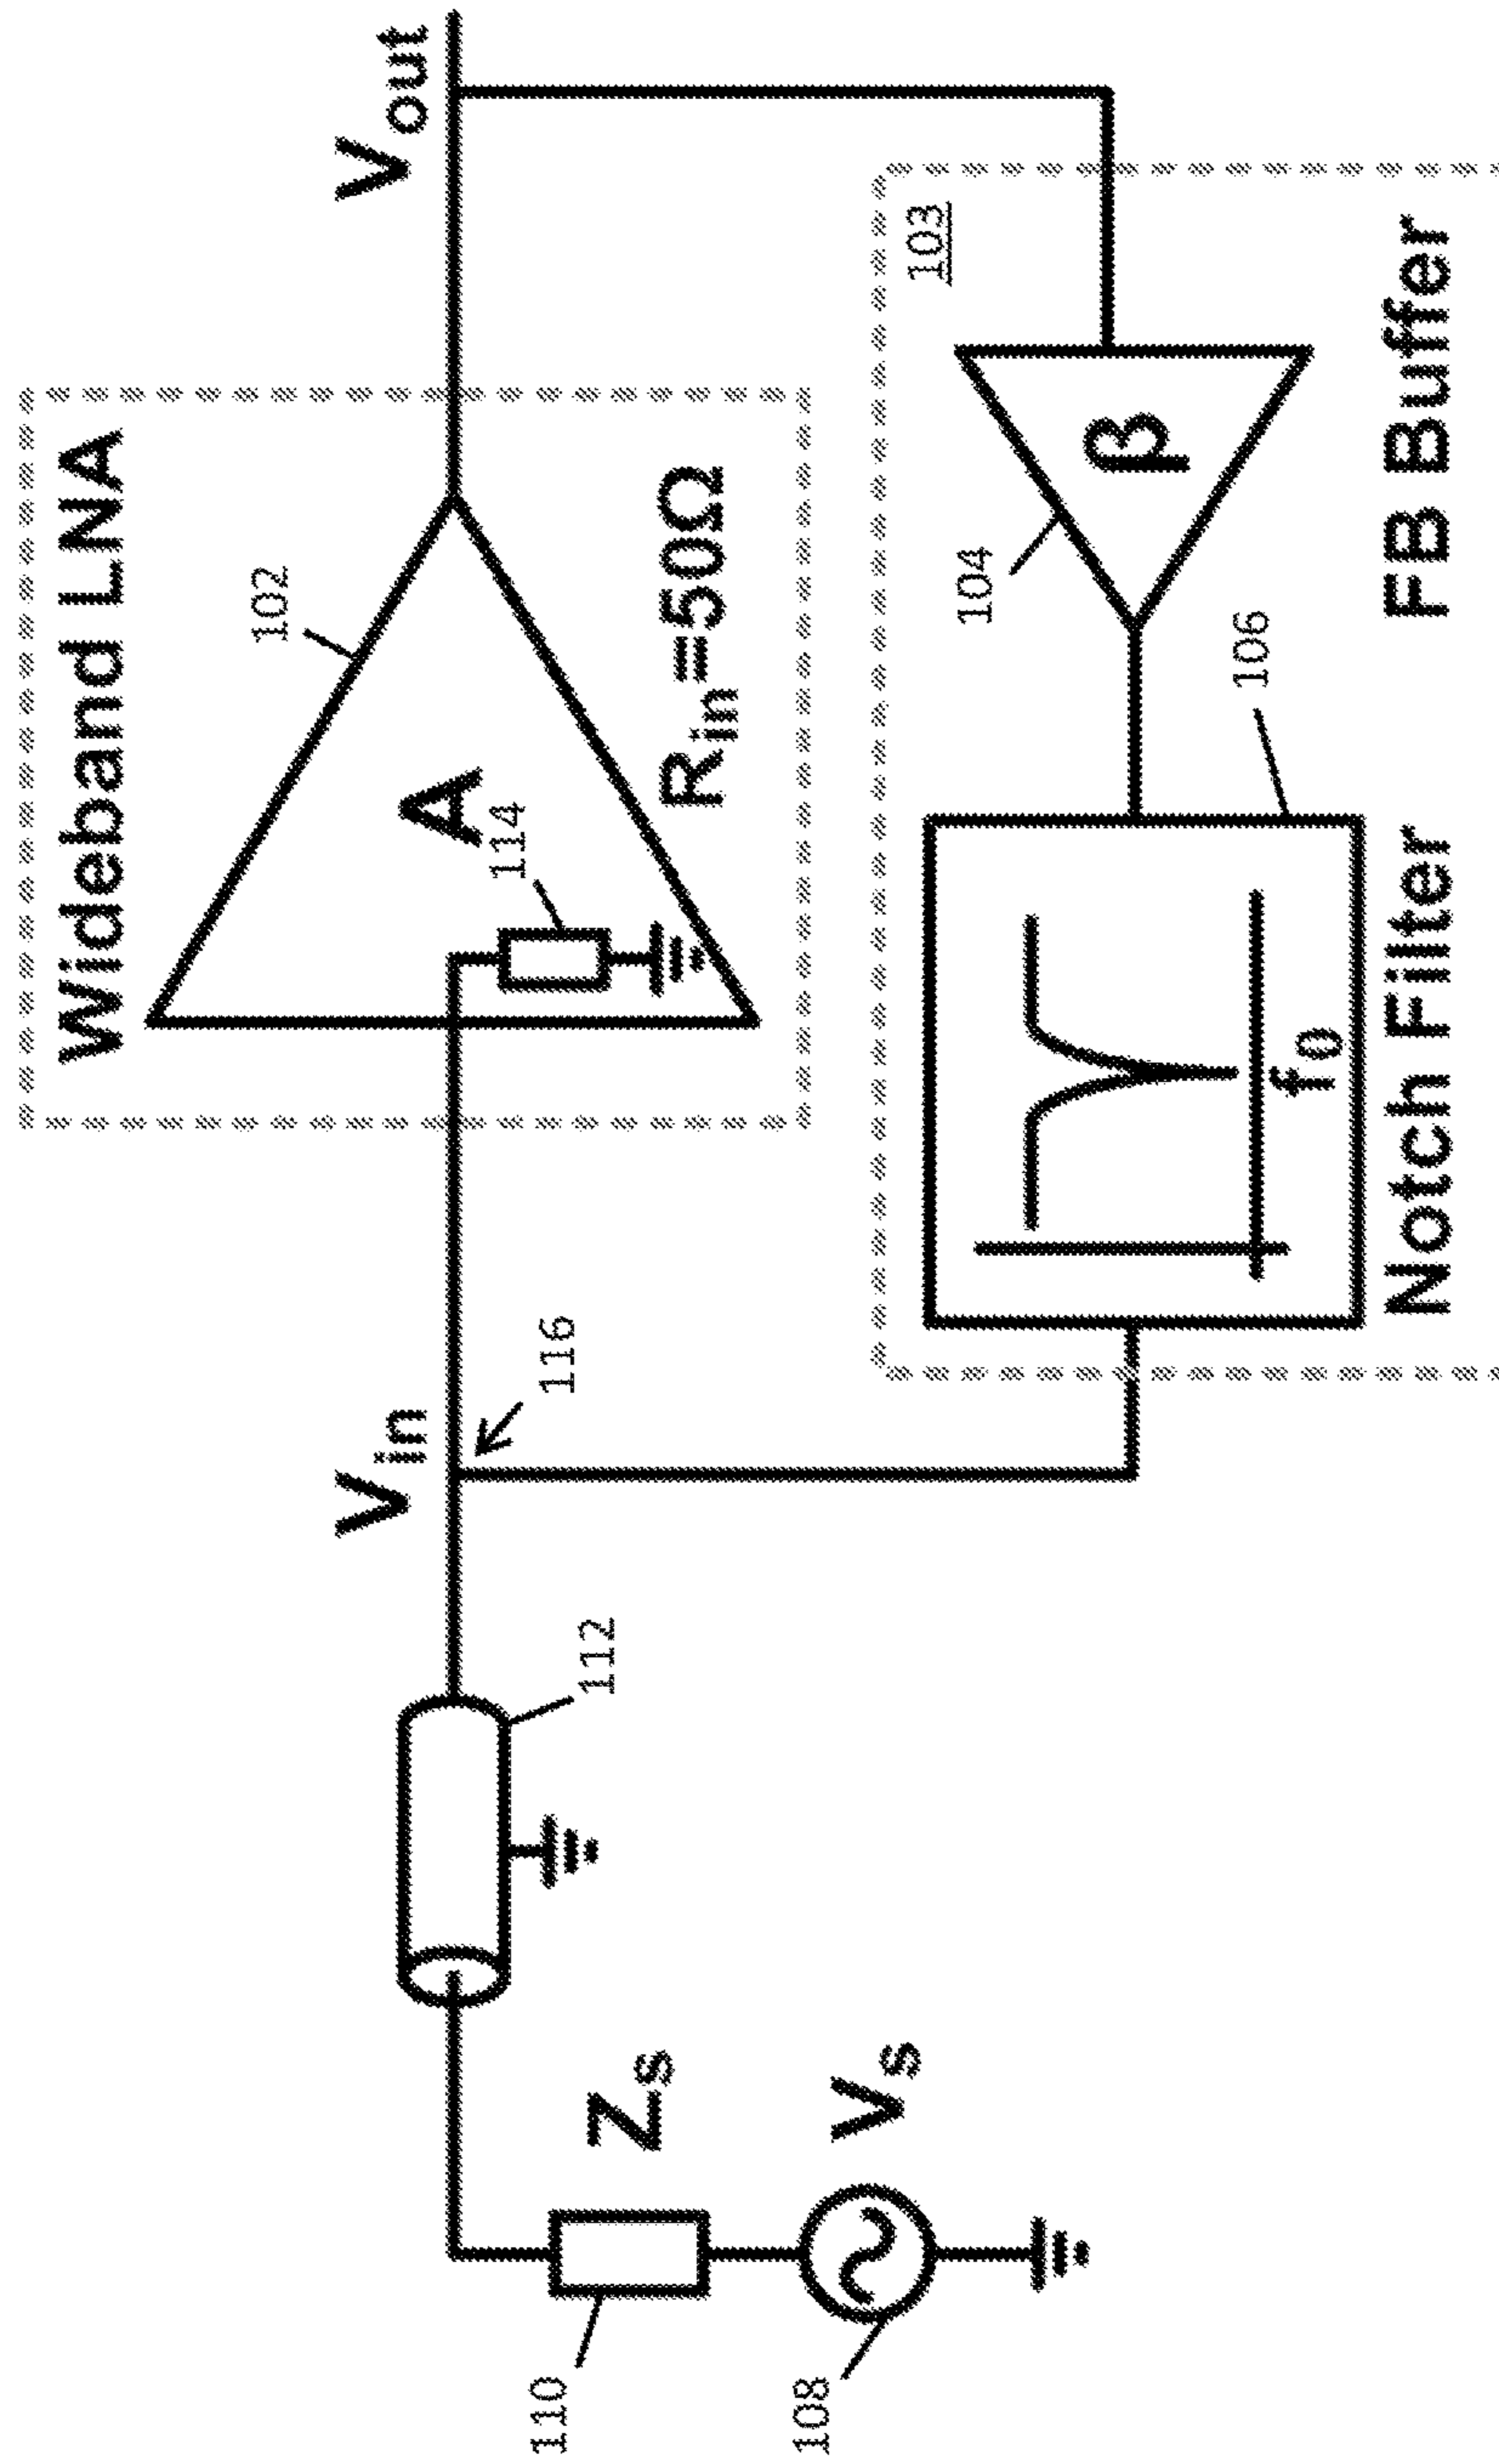 Wideband LNA
102
A
114
Rin=50Ω
Vin
Vout
116
112
110
Zs
108
Vs
103
104
β
106
f0
Notch Filter
FB Buffer